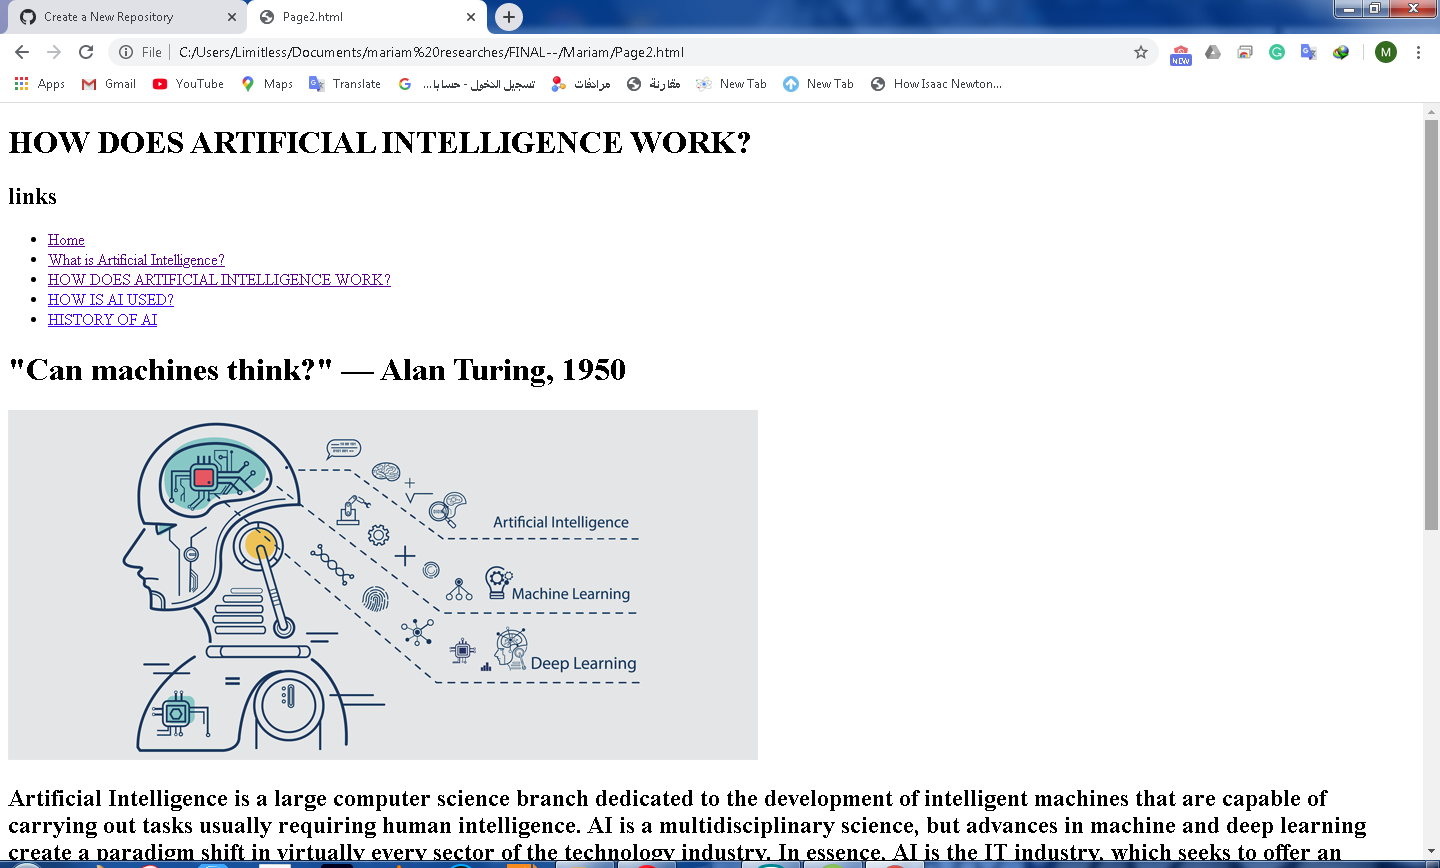 Create a New Repository
Page2.html
File
C:/Users/Limitless/Documents/mariam%20researches/FINAL--/Mariam/Page2.html
NEW
M
Apps
Gmail
YouTube
Maps
Translate
تسجيل الدخول - حسابا...
مرادفات
مقارنة
New Tab
New Tab
How Isaac Newton...
HOW DOES ARTIFICIAL INTELLIGENCE WORK?
links
Home
What is Artificial Intelligence?
HOW DOES ARTIFICIAL INTELLIGENCE WORK?
HOW IS AI USED?
HISTORY OF AI
"Can machines think?" — Alan Turing, 1950
Artificial Intelligence
Machine Learning
Deep Learning
Artificial Intelligence is a large computer science branch dedicated to the development of intelligent machines that are capable of
carrying out tasks usually requiring human intelligence. AI is a multidisciplinary science, but advances in machine and deep learning
create a paradigm shift in virtually every sector of the technology industry. In essence, AI is the IT industry, which seeks to offer an